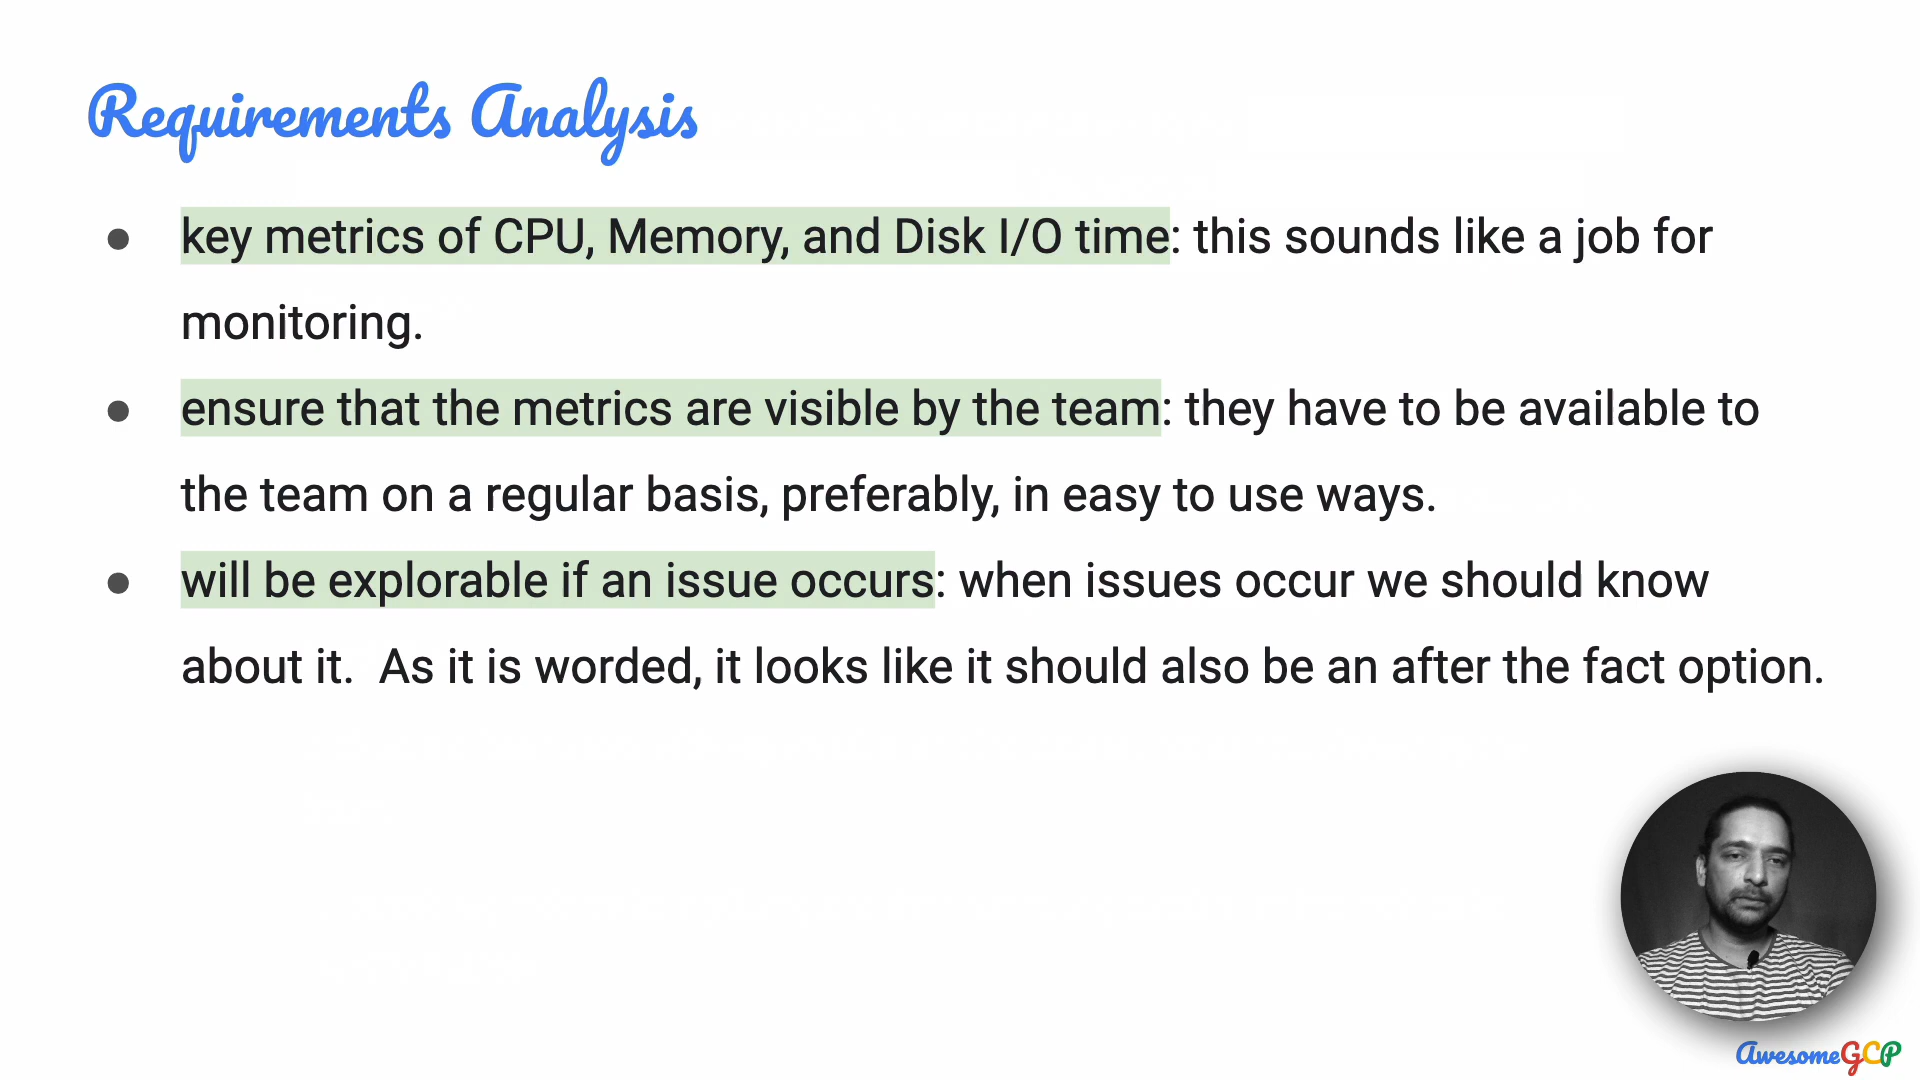 Requirements Analysis
● key metrics of CPU, Memory, and Disk I/O time: this sounds like a job for
monitoring.
● ensure that the metrics are visible by the team: they have to be available to
the team on a regular basis, preferably, in easy to use ways.
● will be explorable if an issue occurs: when issues occur we should know
about it.  As it is worded, it looks like it should also be an after the fact option.
AwesomeGCP